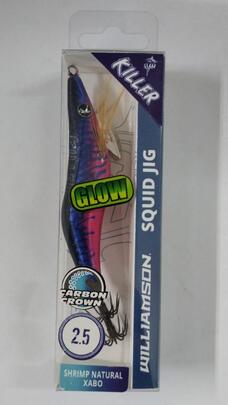 KILLER
SQUID JIG
WILLIAMSON
GLOW
CARBON
CROWN
2.5
SHRIMP NATURAL
XABO